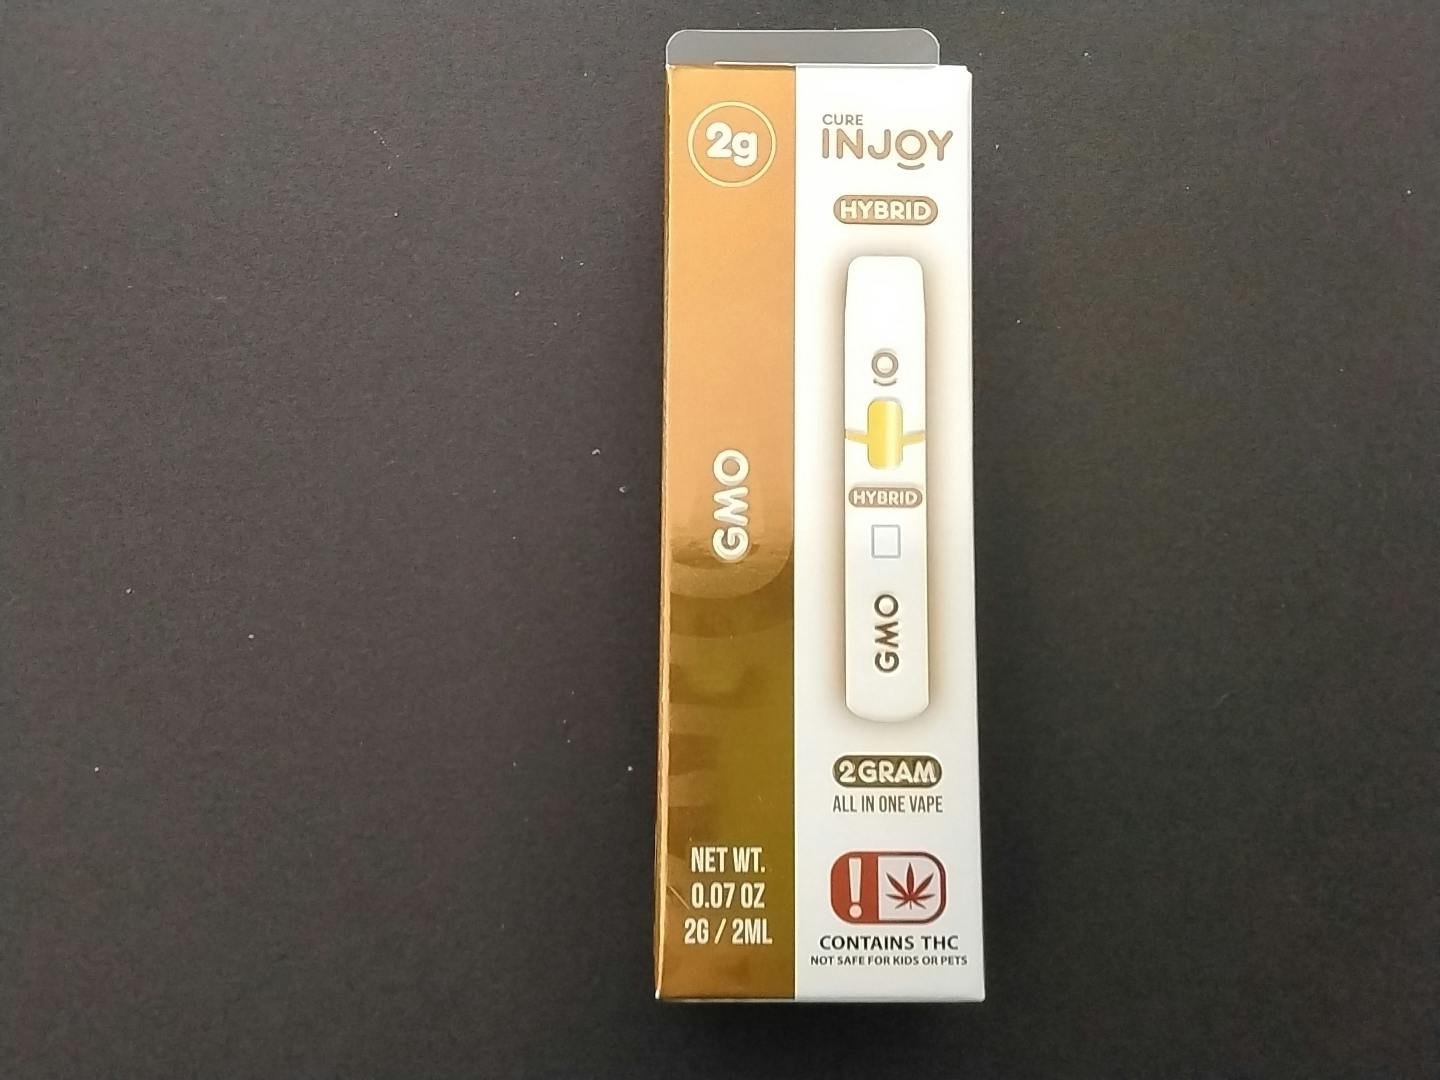 2g
GMO
NET WT.
0.07 OZ
2G / 2ML
CURE
INJOY
HYBRID
HYBRID
GMO
2 GRAM
ALL IN ONE VAPE
!
CONTAINS THC
NOT SAFE FOR KIDS OR PETS